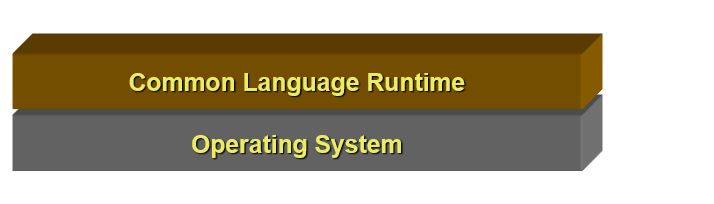 Common Language Runtime
Operating System